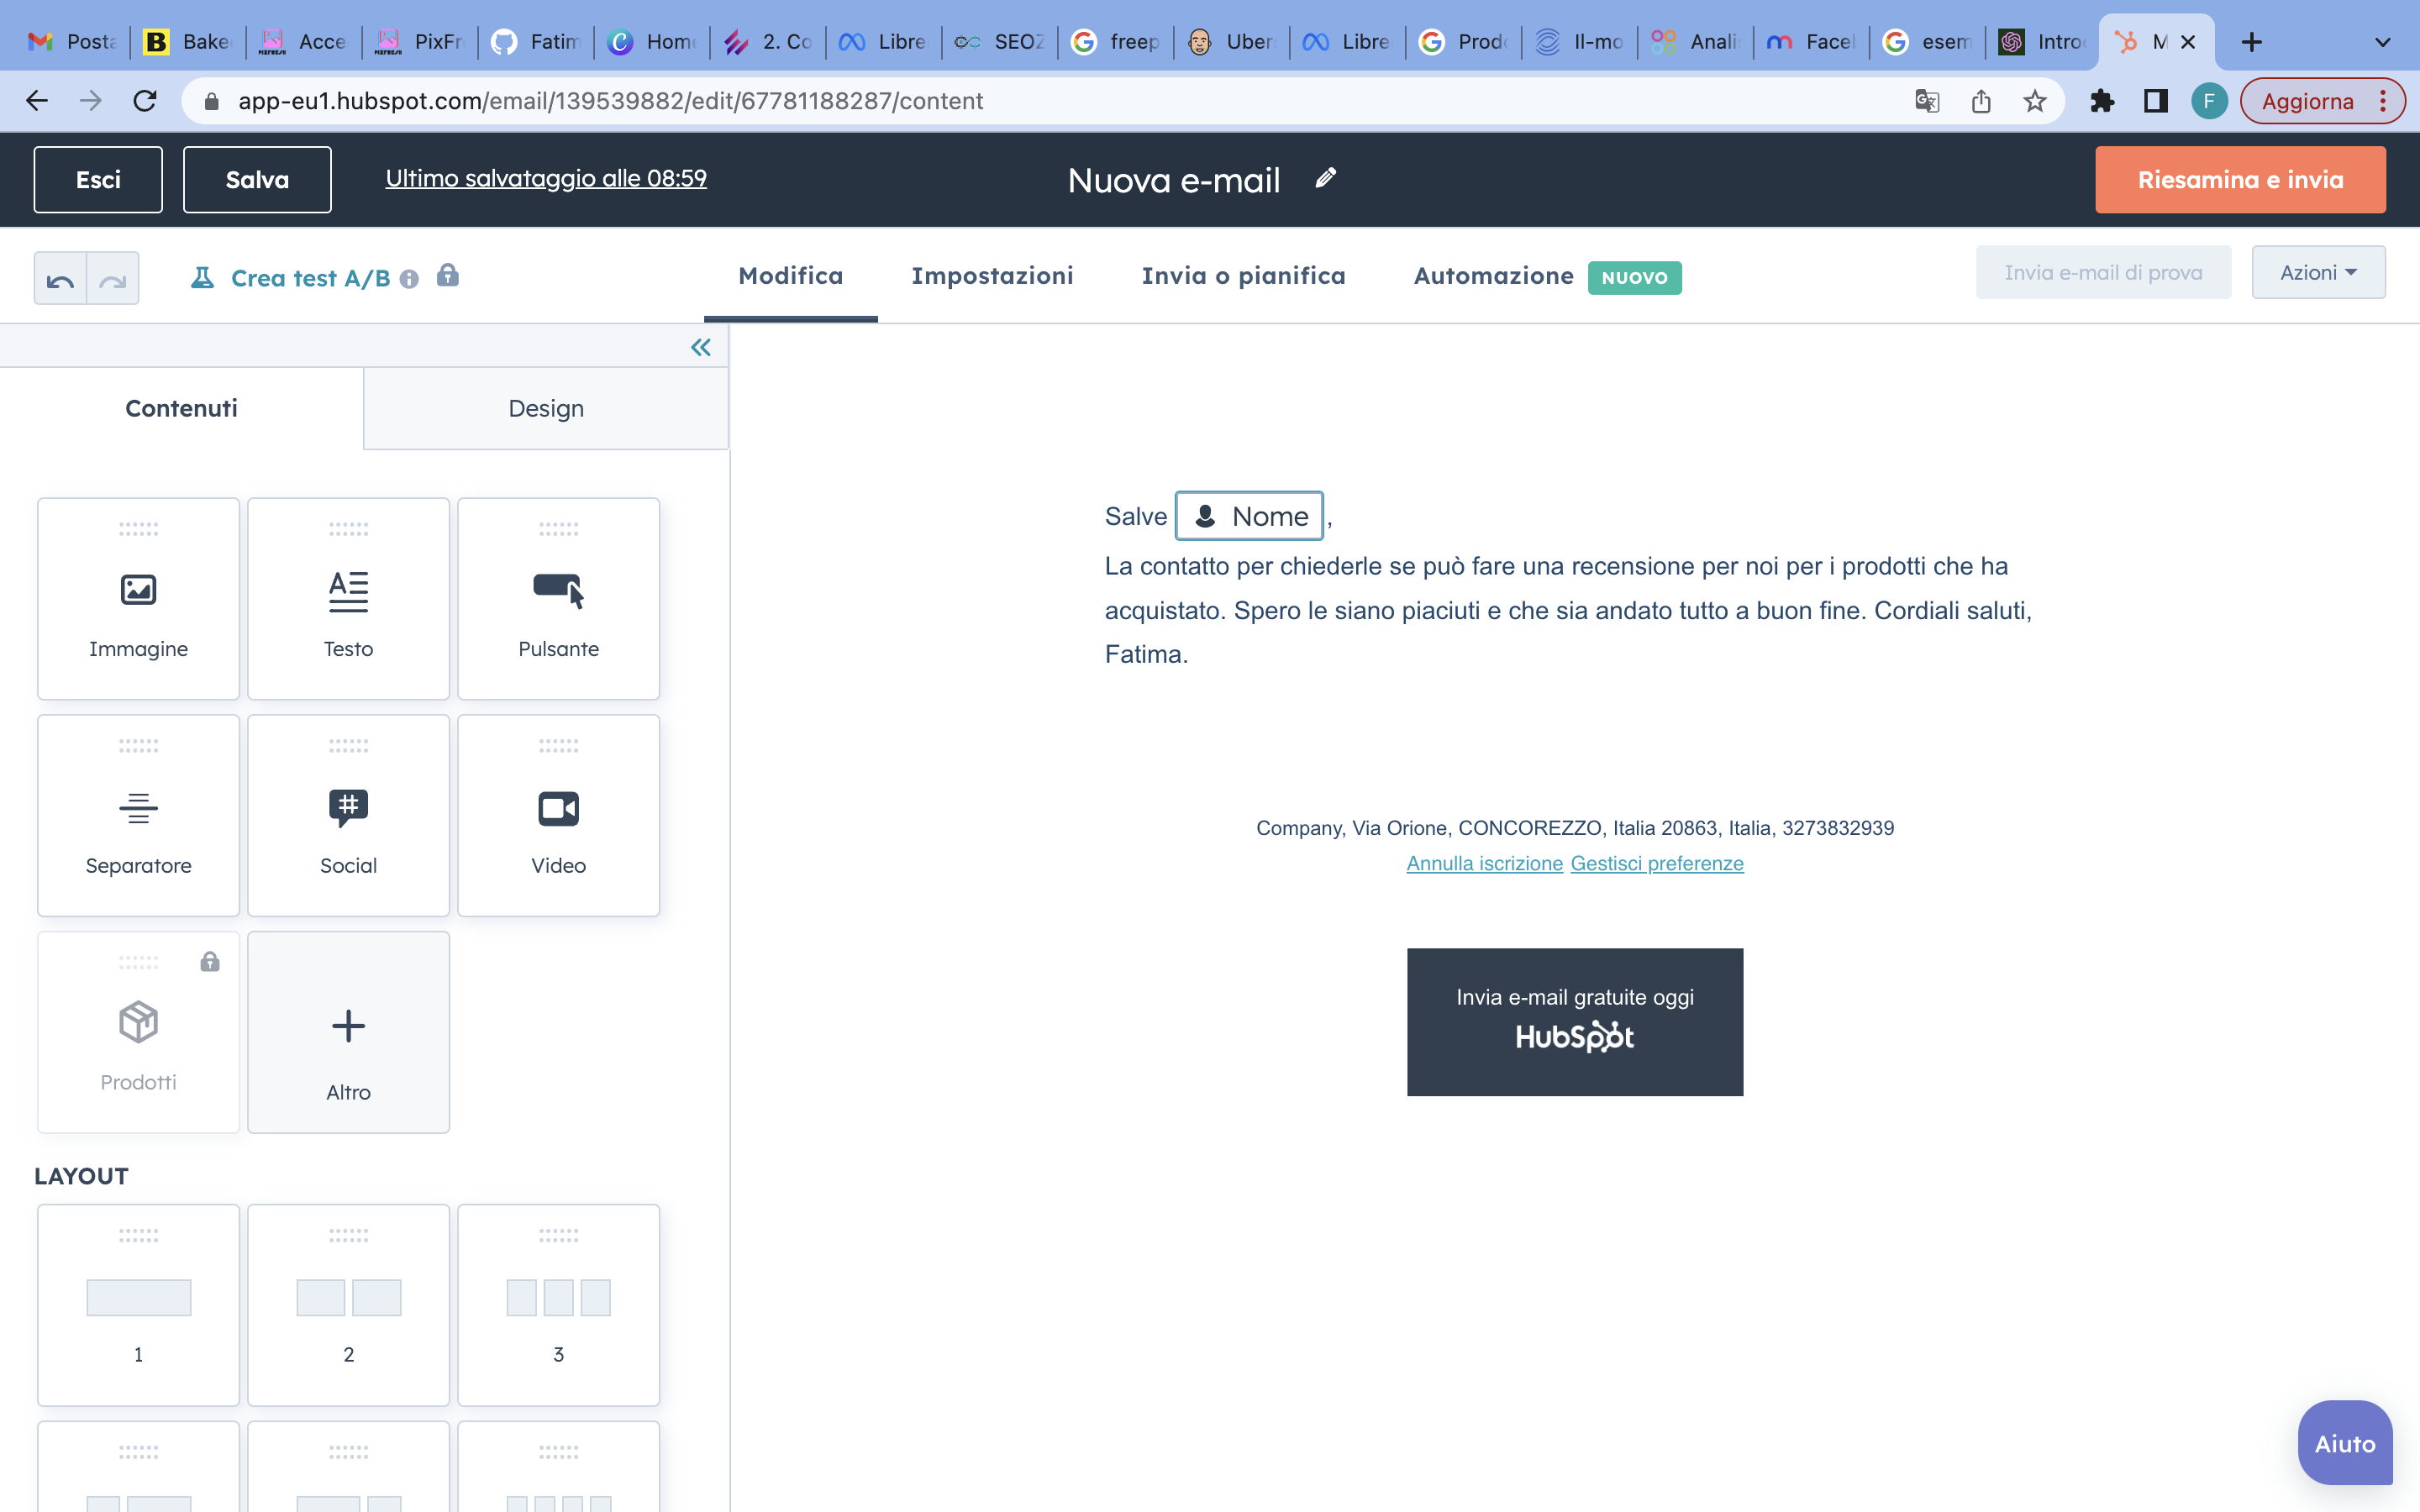 Posta
Bake
Acce
PixFr
Fatim
Home
2. Co
Libre
SEOZ
freep
Uber
Libre
Prodo
Il-mo
Anali
Facel
esem
Intro
M
app-eu1.hubspot.com/email/139539882/edit/67781188287/content
F
Aggiorna
Esci
Salva
Ultimo salvataggio alle 08:59
Nuova e-mail
Riesamina e invia
Crea test A/B
Modifica
Impostazioni
Invia o pianifica
Automazione
NUOVO
Invia e-mail di prova
Azioni
Contenuti
Design
Immagine
Testo
Pulsante
Separatore
Social
Video
Prodotti
Altro
LAYOUT
1
2
3
Salve Nome ,
La contatto per chiederle se può fare una recensione per noi per i prodotti che ha
acquistato. Spero le siano piaciuti e che sia andato tutto a buon fine. Cordiali saluti,
Fatima.
Company, Via Orione, CONCOREZZO, Italia 20863, Italia, 3273832939
Annulla iscrizione Gestisci preferenze
Invia e-mail gratuite oggi
HubSpot
Aiuto